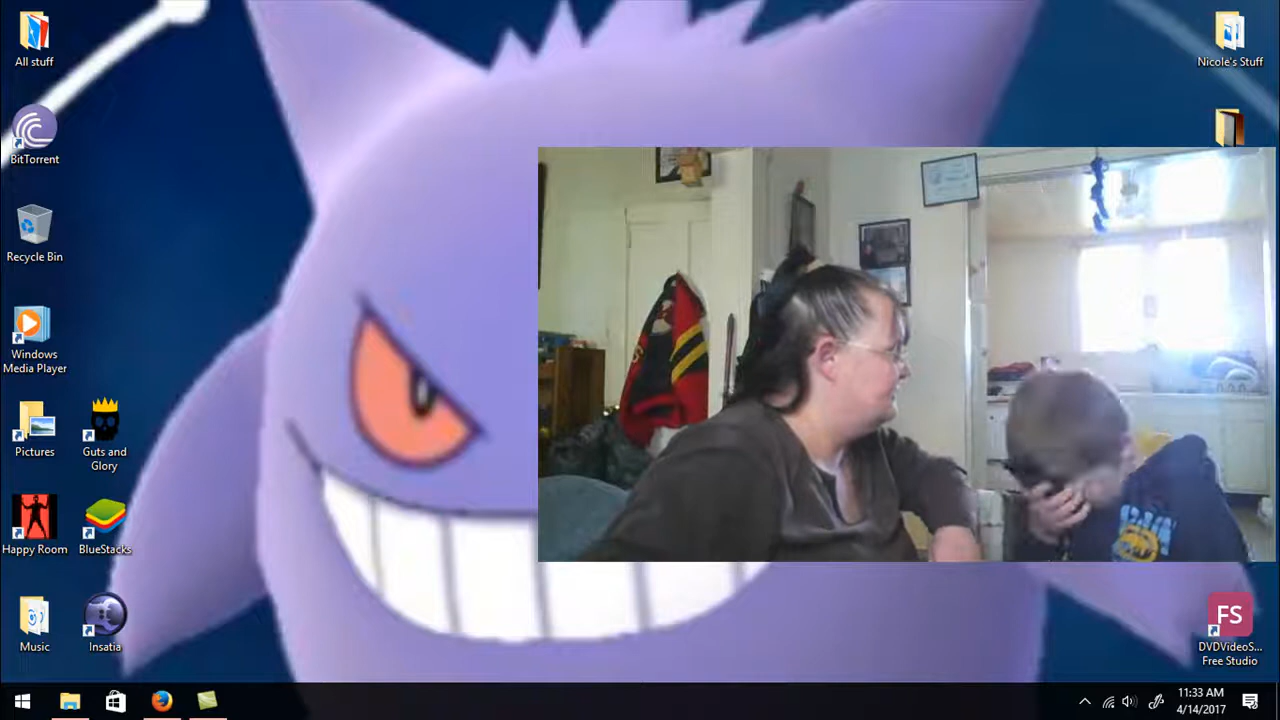 All stuff
Nicole's Stuff
BitTorrent
Recycle Bin
Windows
Media Player
Pictures
Guts and
Glory
Happy Room
BlueStacks
Music
Insatia
FS
DVDVideoS...
Free Studio
11:33 AM
4/14/2017